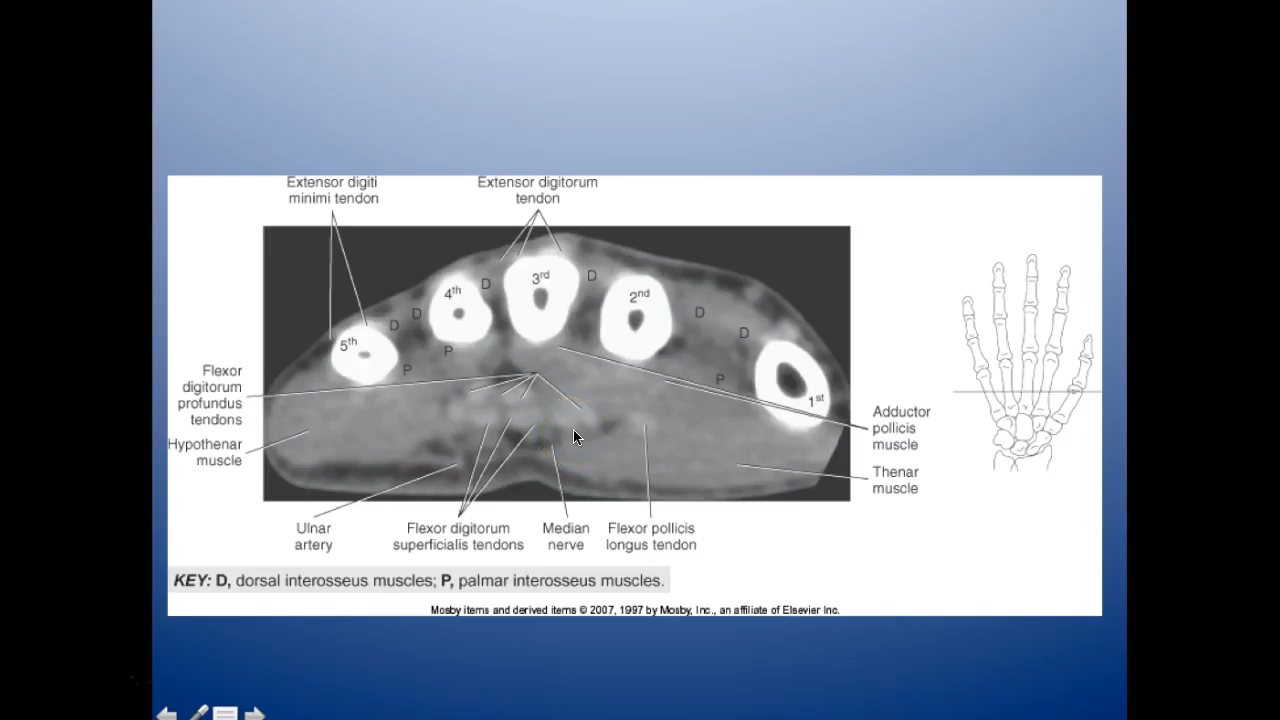 Extensor digiti
minimi tendon
Extensor digitorum
tendon
3rd
D
D
4th
2nd
D
D
D
D
5th
P
P
P
1st
Flexor
digitorum
profundus
tendons
Hypothenar
muscle
Adductor
pollicis
muscle
Thenar
muscle
Ulnar
artery
Flexor digitorum
superficialis tendons
Median
nerve
Flexor pollicis
longus tendon
KEY: D, dorsal interosseus muscles; P, palmar interosseus muscles.
Mosby items and derived items © 2007, 1997 by Mosby, Inc., an affiliate of Elsevier Inc.